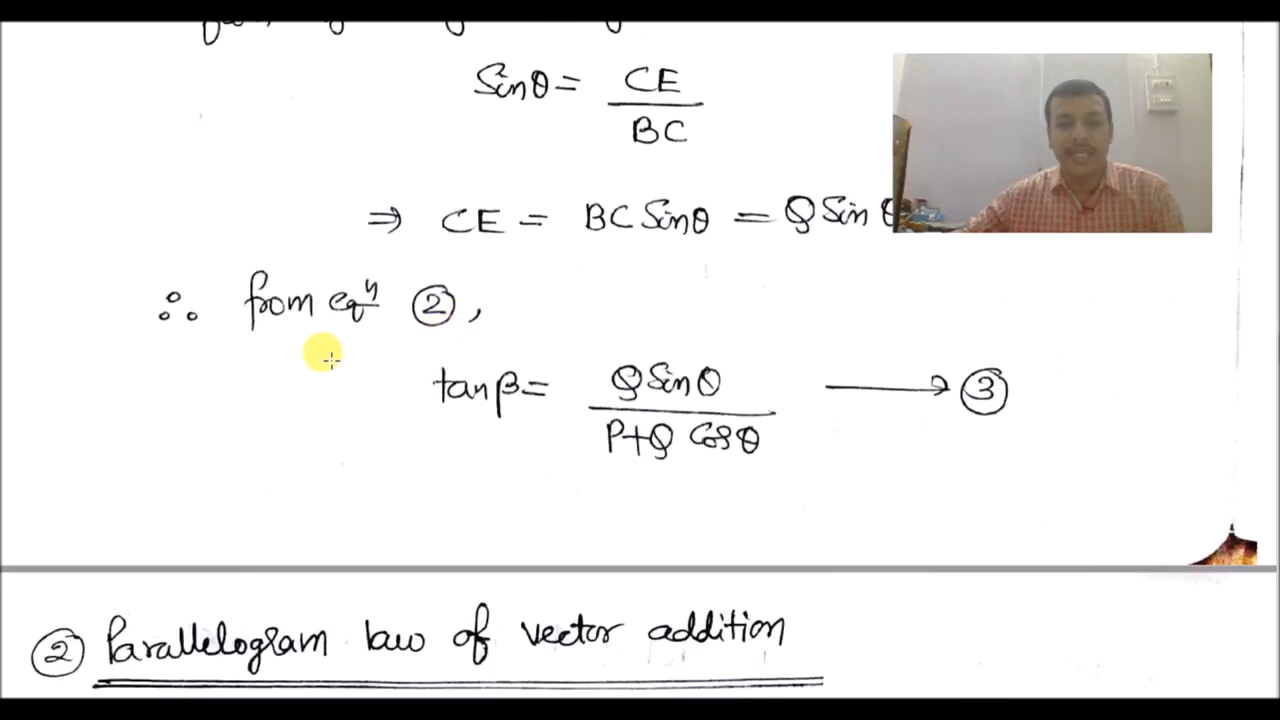 Sinθ = CE / BC
⇒ CE = BC Sinθ = Q Sin θ
∴ from eqⁿ ②,
tanβ = Q Sinθ / P+Q Cosθ → ③
② Parallelogram law of vector addition